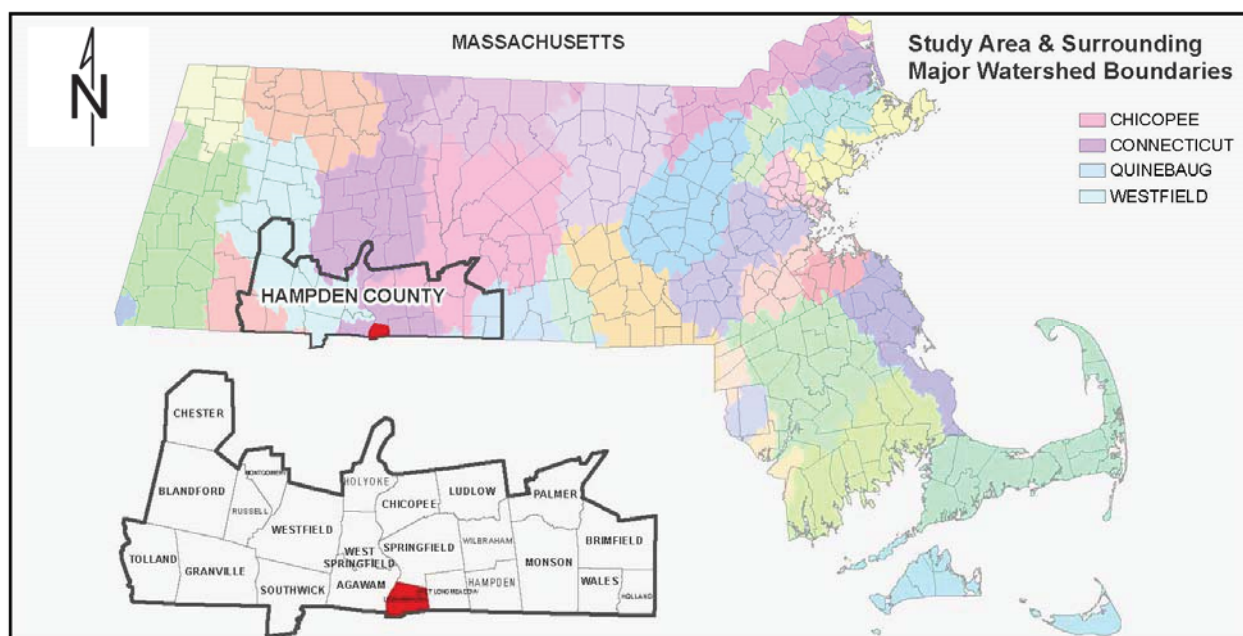 MASSACHUSETTS
Study Area & Surrounding
Major Watershed Boundaries
N
CHICOPEE
CONNECTICUT
QUINEBAUG
WESTFIELD
HAMPDEN COUNTY
CHESTER
MONTGOMERY
HOLYOKE
BLANDFORD
RUSSELL
CHICOPEE
LUDLOW
PALMER
WESTFIELD
WEST
SPRINGFIELD
SPRINGFIELD
WILBRAHAM
BRIMFIELD
TOLLAND
GRANVILLE
MONSON
SOUTHWICK
AGAWAM
HAMPDEN
WALES
HOLLAND